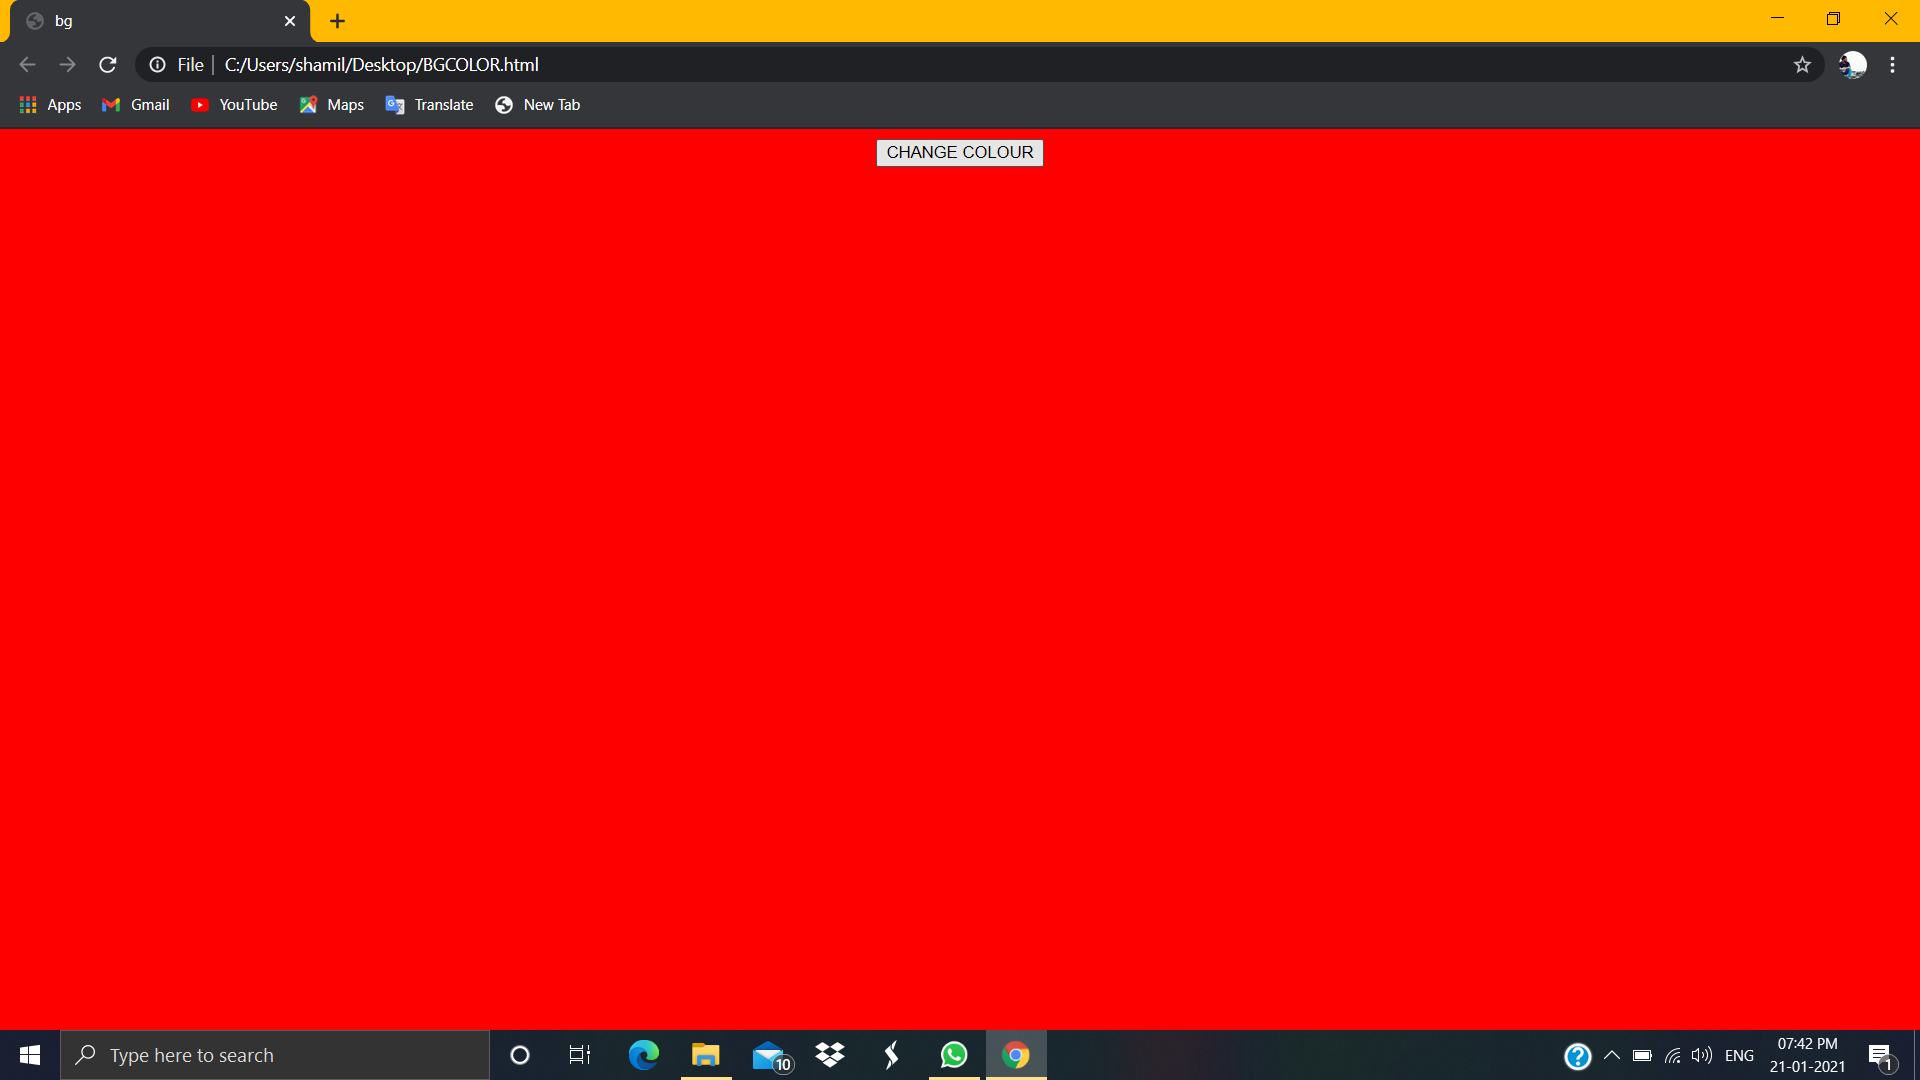 bg
File | C:/Users/shamil/Desktop/BGCOLOR.html
Apps Gmail YouTube Maps Translate New Tab
CHANGE COLOUR
Type here to search
10
ENG
07:42 PM
21-01-2021
1